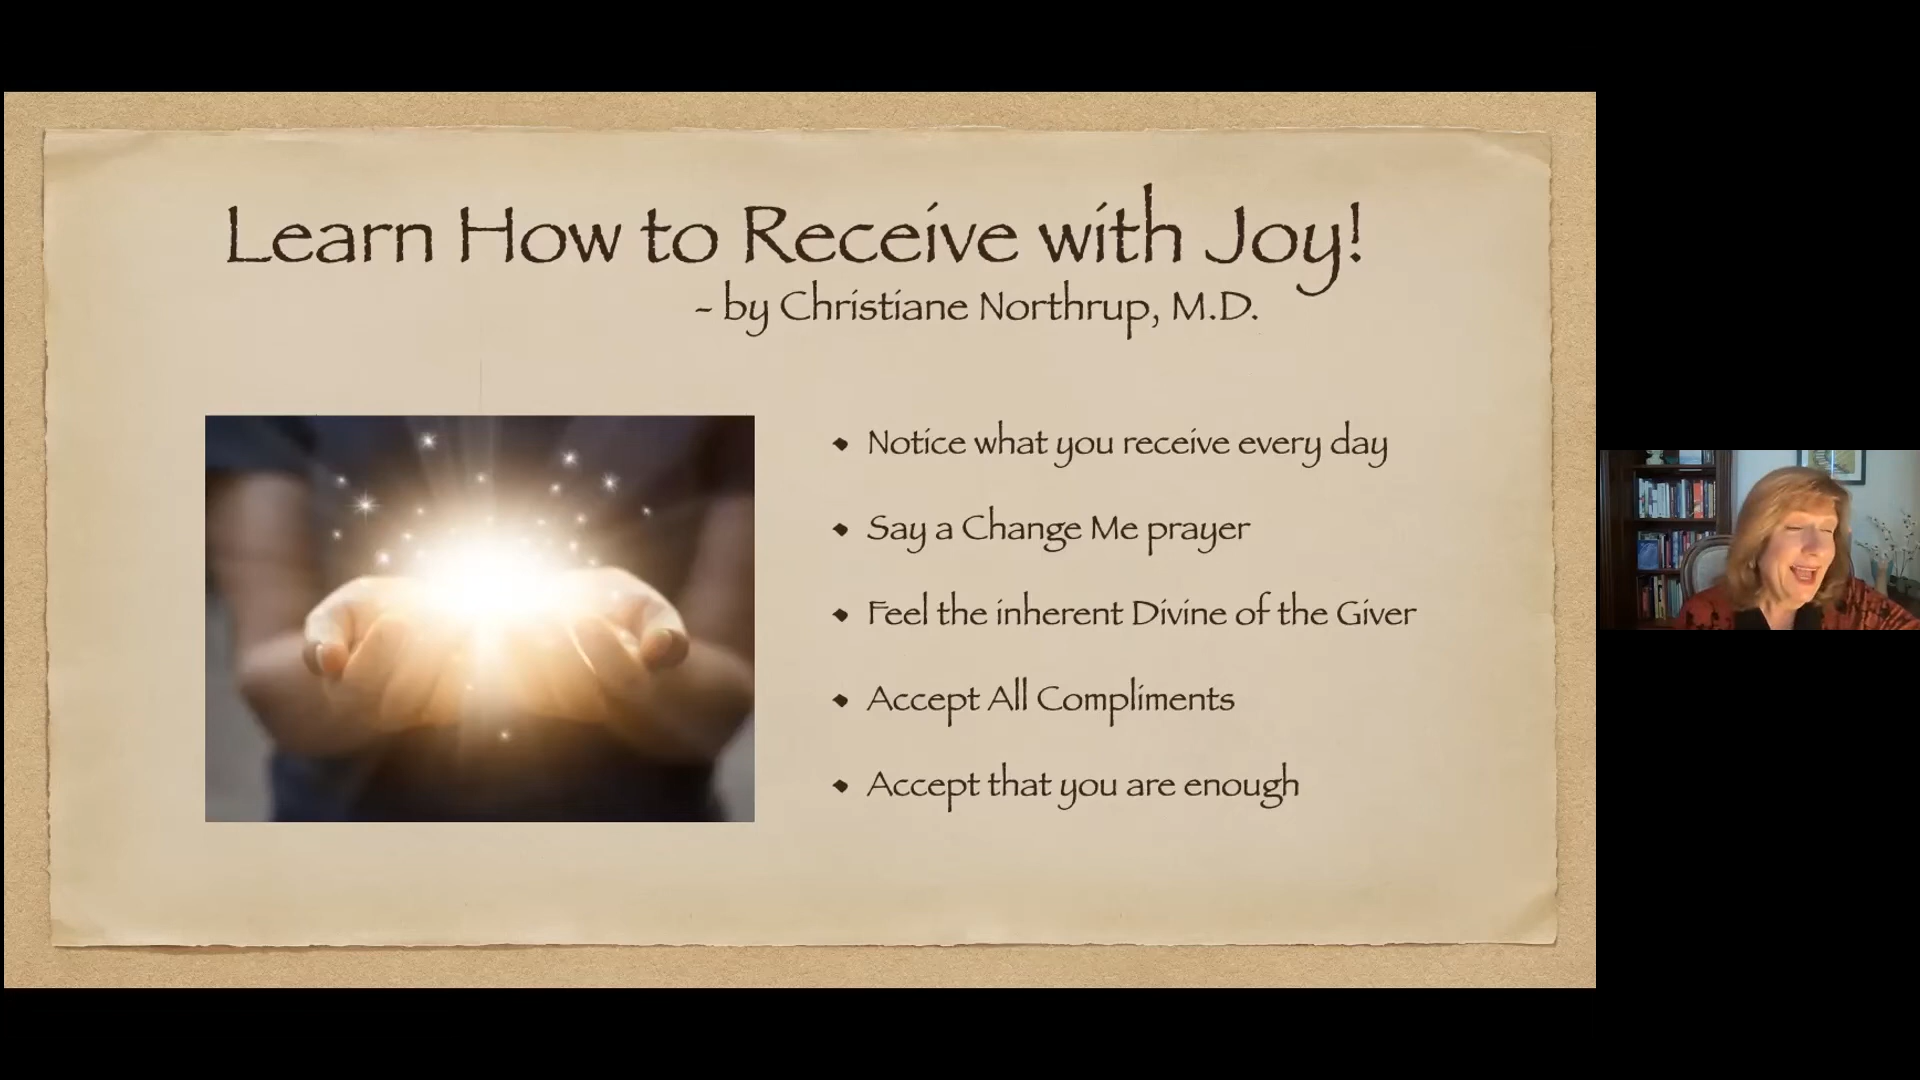 Learn How to Receive with Joy!
- by Christiane Northrup, M.D.
Notice what you receive every day
Say a Change Me prayer
Feel the inherent Divine of the Giver
Accept All Compliments
Accept that you are enough